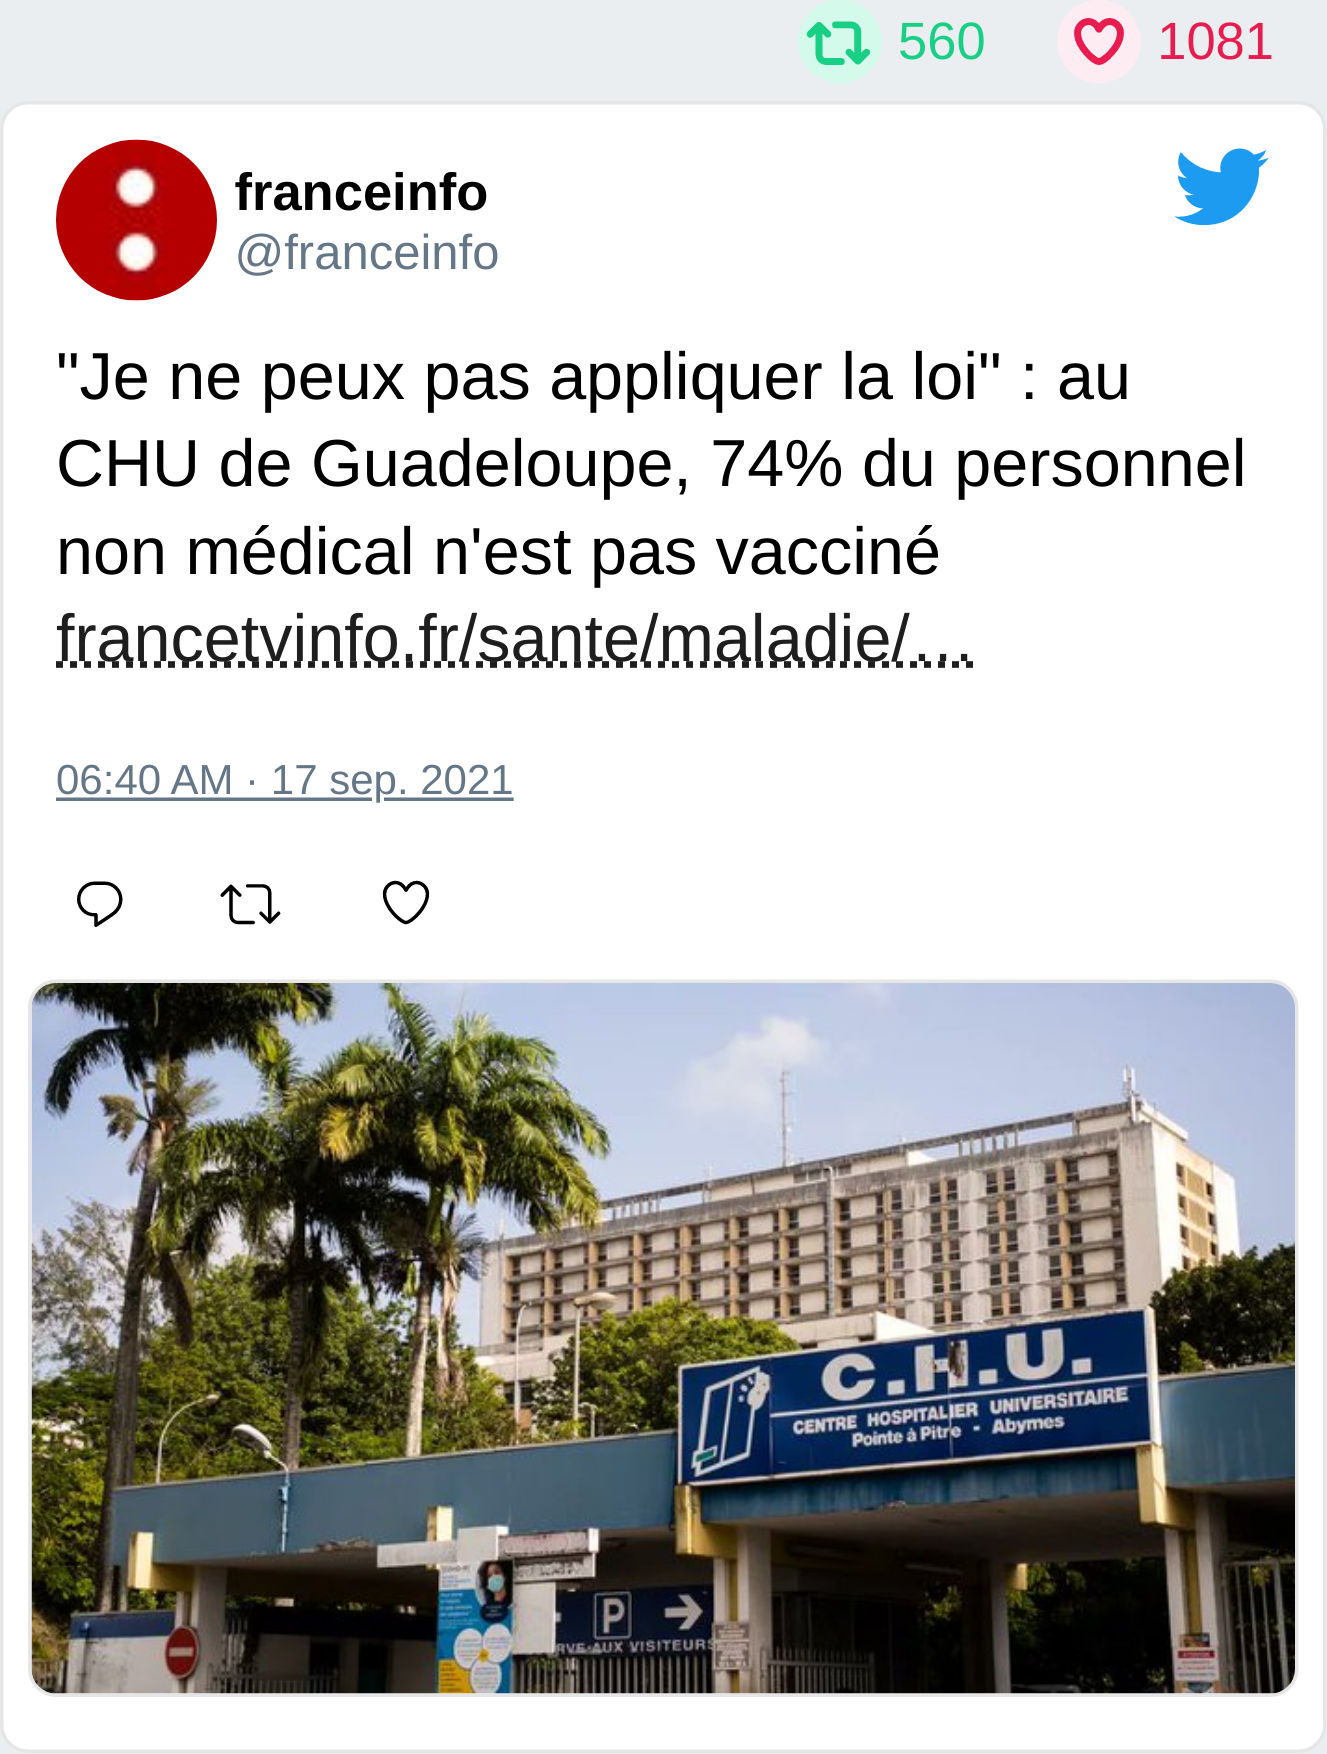 560 1081
franceinfo
@franceinfo
"Je ne peux pas appliquer la loi" : au
CHU de Guadeloupe, 74% du personnel
non médical n'est pas vacciné
francetvinfo.fr/sante/maladie/…
06:40 AM · 17 sep. 2021
C.H.U.
CENTRE HOSPITALIER UNIVERSITAIRE
Pointe à Pitre - Abymes
P
AUX VISITEURS